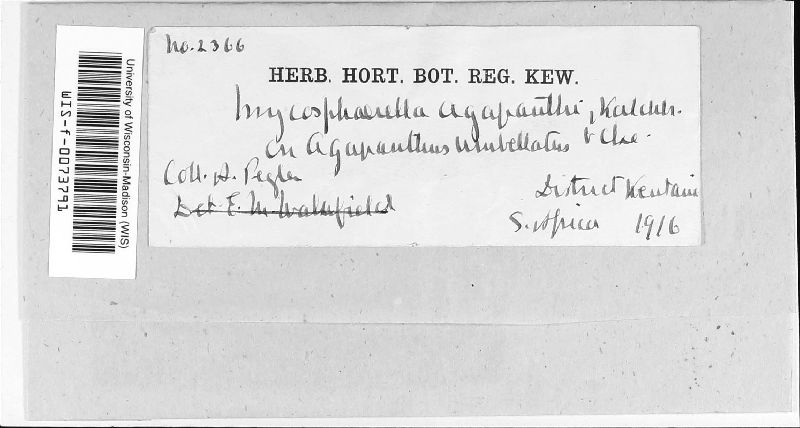 No. 2366
HERB. HORT. BOT. REG. KEW.
Mycosphaerella Agapanthi, Kalchbr.
on Agapanthus umbellatus &
Coll. A. Pegler
District Kentani
Det E. M. Wakefield
S. Africa 1916
University of Wisconsin-Madison (WIS)
WIS-f-0073791